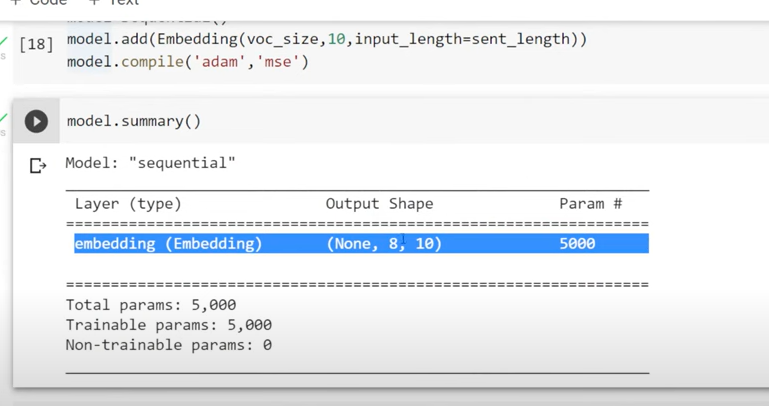 + Code + Text
model=Sequential()
[18] model.add(Embedding(voc_size,10,input_length=sent_length))
model.compile('adam','mse')
model.summary()
Model: "sequential"
Layer (type) Output Shape Param #
=================================================================
embedding (Embedding) (None, 8, 10) 5000
=================================================================
Total params: 5,000
Trainable params: 5,000
Non-trainable params: 0